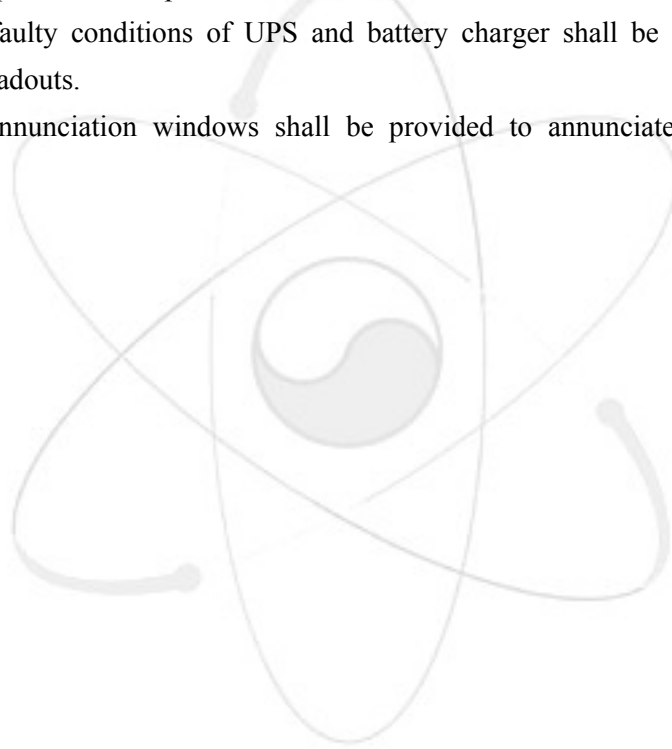 faulty conditions of UPS and battery charger shall be
adouts.
nnunciation windows shall be provided to annunciate